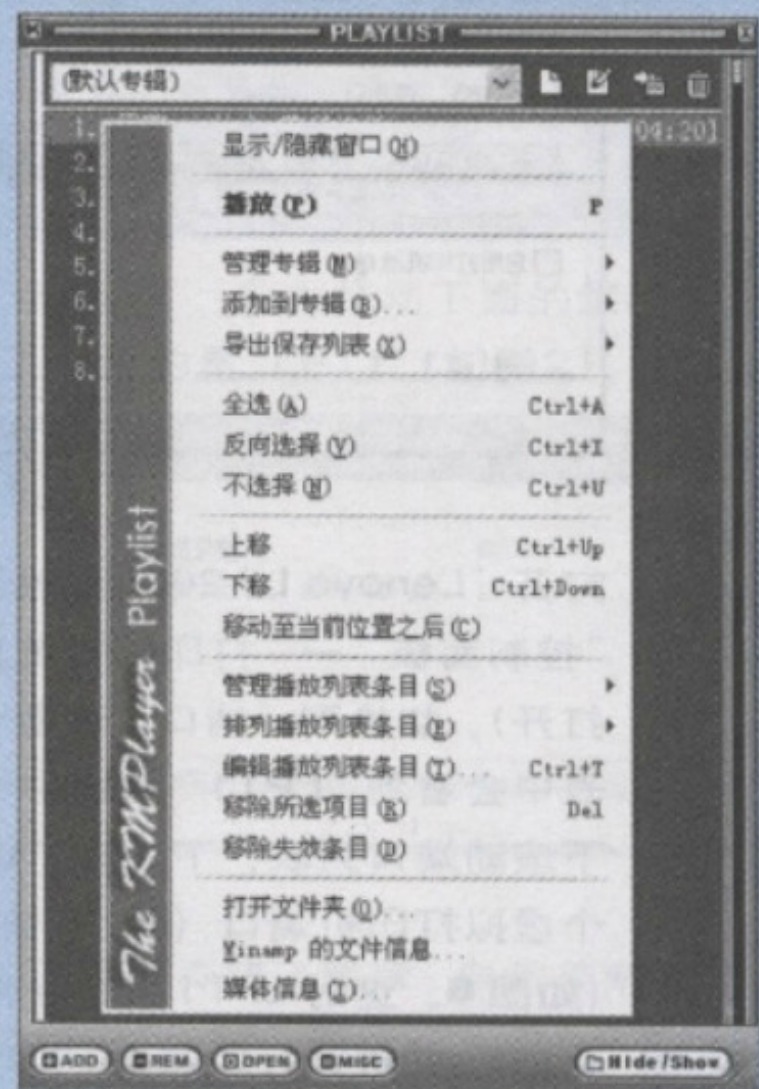 PLAYLIST
(默认专辑)
1.
04:20]
2.
3.
4.
5.
6.
7.
8.
The KMPlayer Playlist
显示/隐藏窗口(H)
播放(P) P
管理专辑(M)
添加到专辑(B)...
导出保存列表(X)
全选(A) Ctrl+A
反向选择(V) Ctrl+I
不选择(N) Ctrl+U
上移 Ctrl+Up
下移 Ctrl+Down
移动至当前位置之后(C)
管理播放列表条目(S)
排列播放列表条目(E)
编辑播放列表条目(T)... Ctrl+T
移除所选项目(R) Del
移除失效条目(D)
打开文件夹(O)...
Winamp 的文件信息...
媒体信息(I)...
ADD REM OPEN MISC Hide/Show